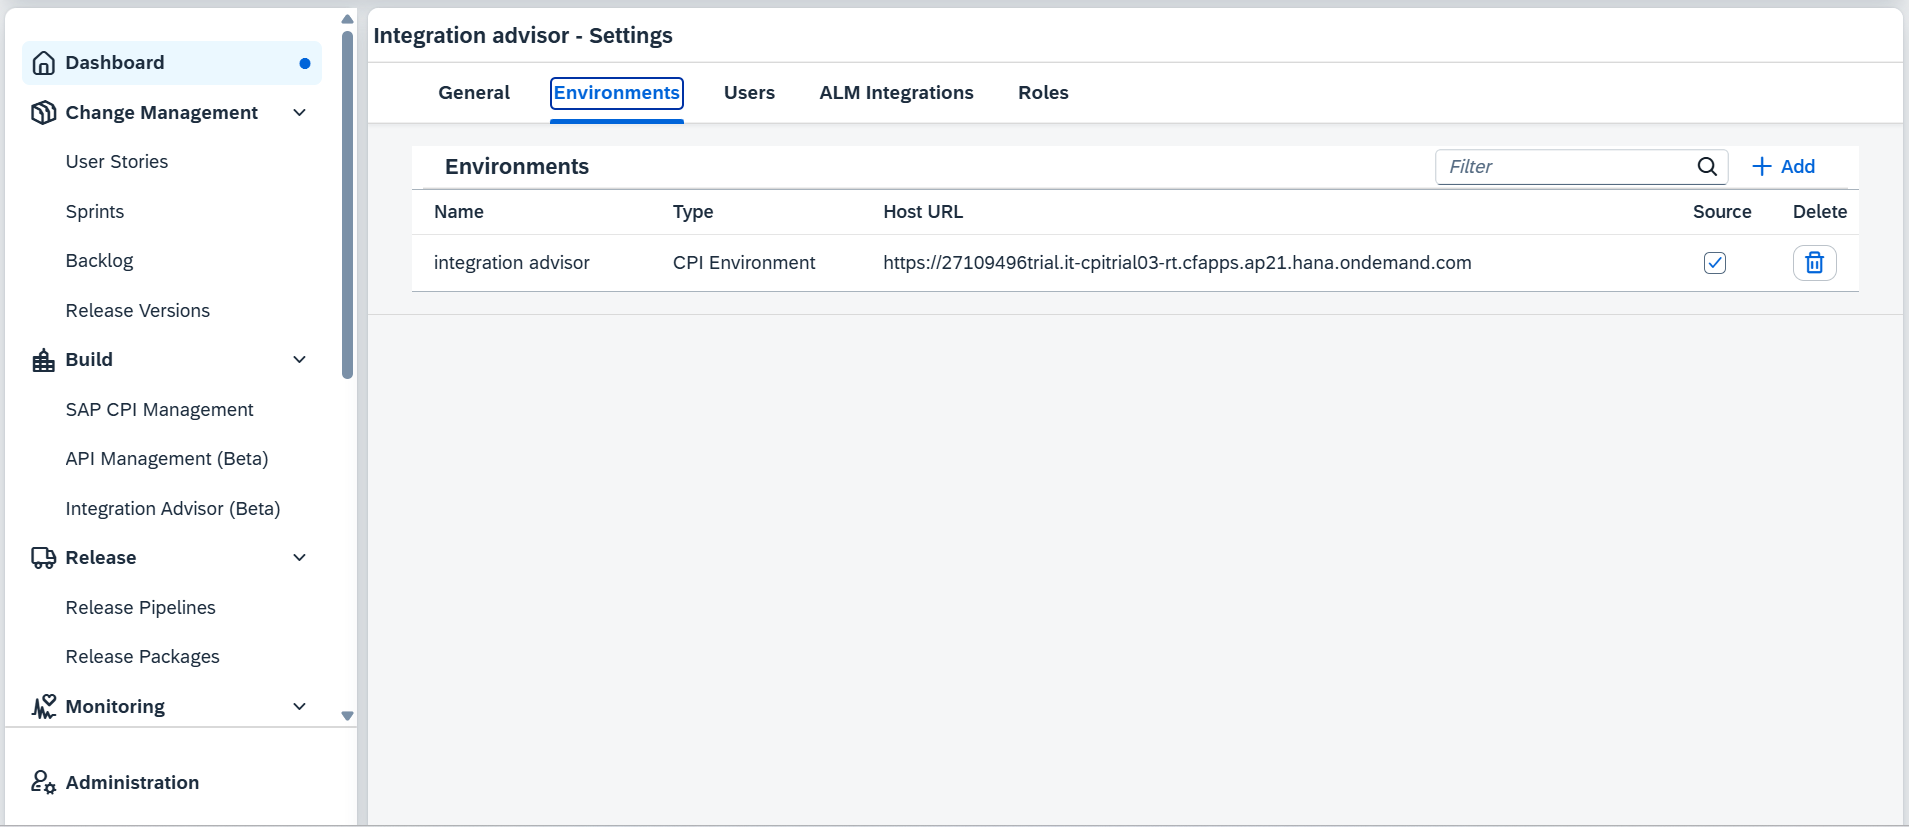 Dashboard
Change Management
User Stories
Sprints
Backlog
Release Versions
Build
SAP CPI Management
API Management (Beta)
Integration Advisor (Beta)
Release
Release Pipelines
Release Packages
Monitoring
Administration
Integration advisor - Settings
General Environments Users ALM Integrations Roles
Environments Filter Add
Name Type Host URL Source Delete
integration advisor CPI Environment https://27109496trial.it-cpitrial03-rt.cfapps.ap21.hana.ondemand.com